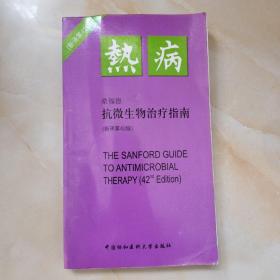 熱病
桑福德
抗微生物治疗指南
(新译第42版)
THE SANFORD GUIDE
TO ANTIMICROBIAL
THERAPY (42nd Edition)
中国协和医科大学出版社